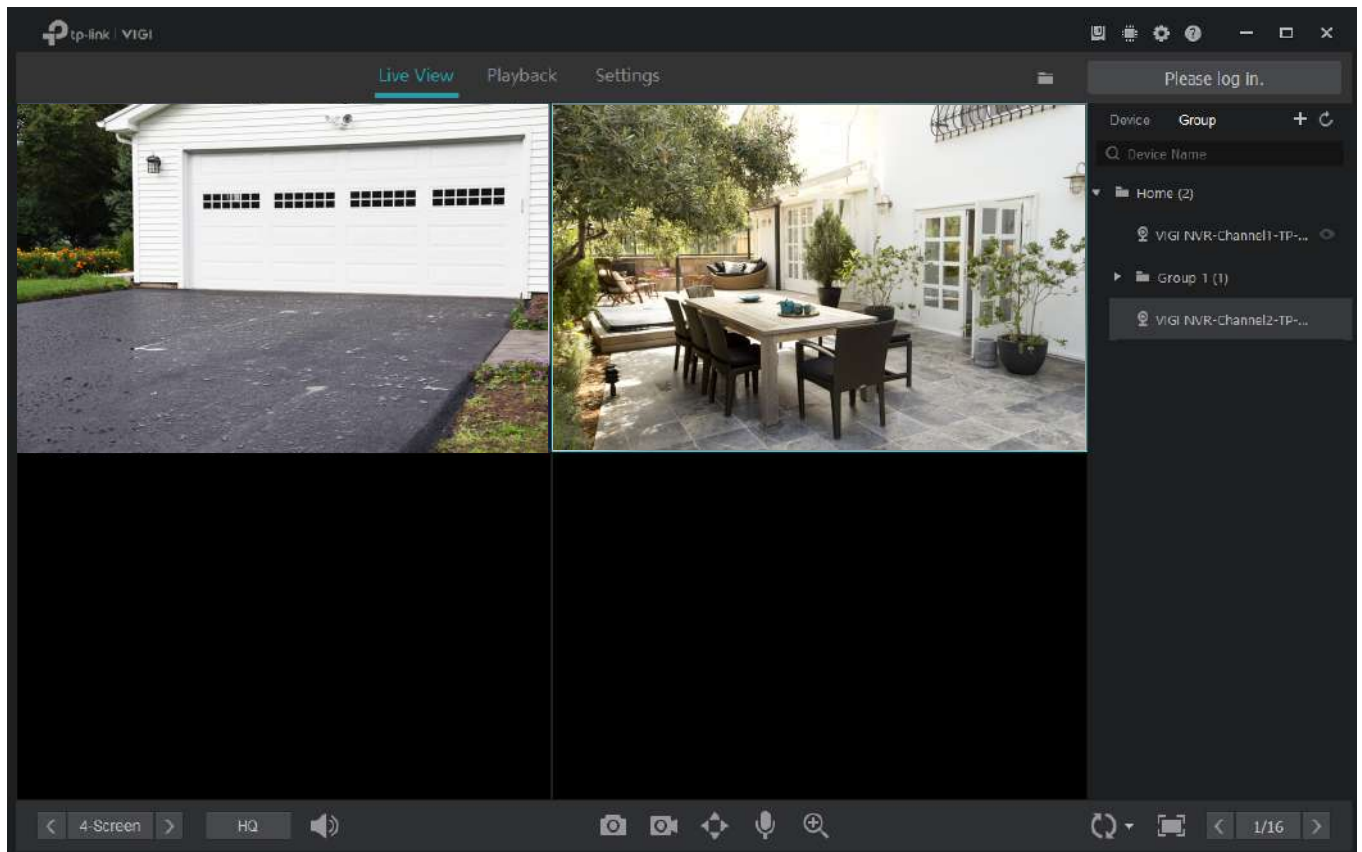 tp-link | VIGI
Live View Playback Settings
Please log in.
Device Group
Device Name
Home (2)
VIGI NVR-Channel1-TP-...
Group 1 (1)
VIGI NVR-Channel2-TP-...
4-Screen HQ 1/16